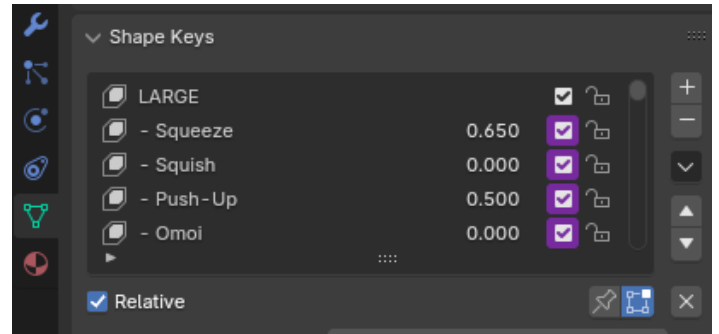 Shape Keys
LARGE
- Squeeze 0.650
- Squish 0.000
- Push-Up 0.500
- Omoi 0.000
Relative